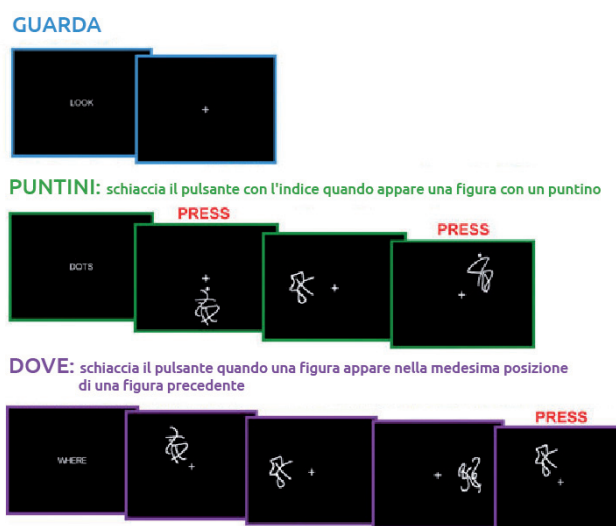 GUARDA
LOOK
PUNTINI: schiaccia il pulsante con l'indice quando appare una figura con un puntino
PRESS
PRESS
DOTS
DOVE: schiaccia il pulsante quando una figura appare nella medesima posizione
di una figura precedente
PRESS
WHERE